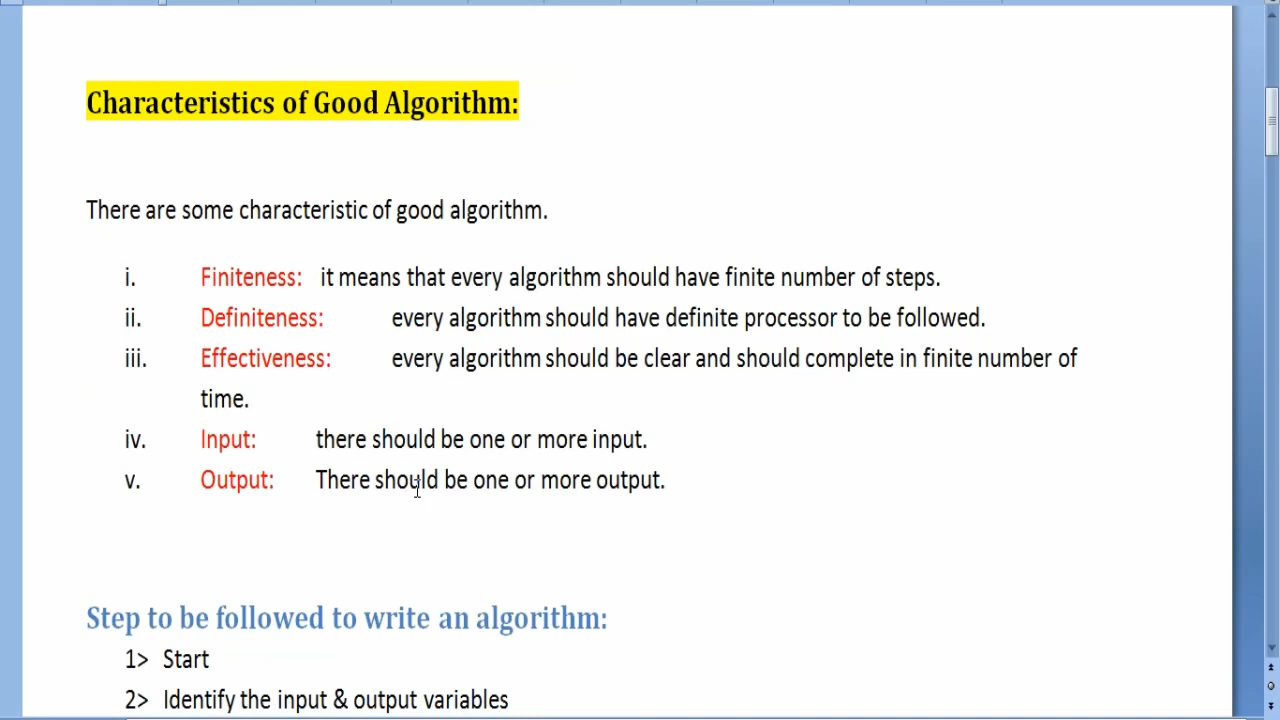 Characteristics of Good Algorithm:
There are some characteristic of good algorithm.
i. Finiteness: it means that every algorithm should have finite number of steps.
ii. Definiteness: every algorithm should have definite processor to be followed.
iii. Effectiveness: every algorithm should be clear and should complete in finite number of
time.
iv. Input: there should be one or more input.
v. Output: There should be one or more output.
Step to be followed to write an algorithm:
1> Start
2> Identify the input & output variables